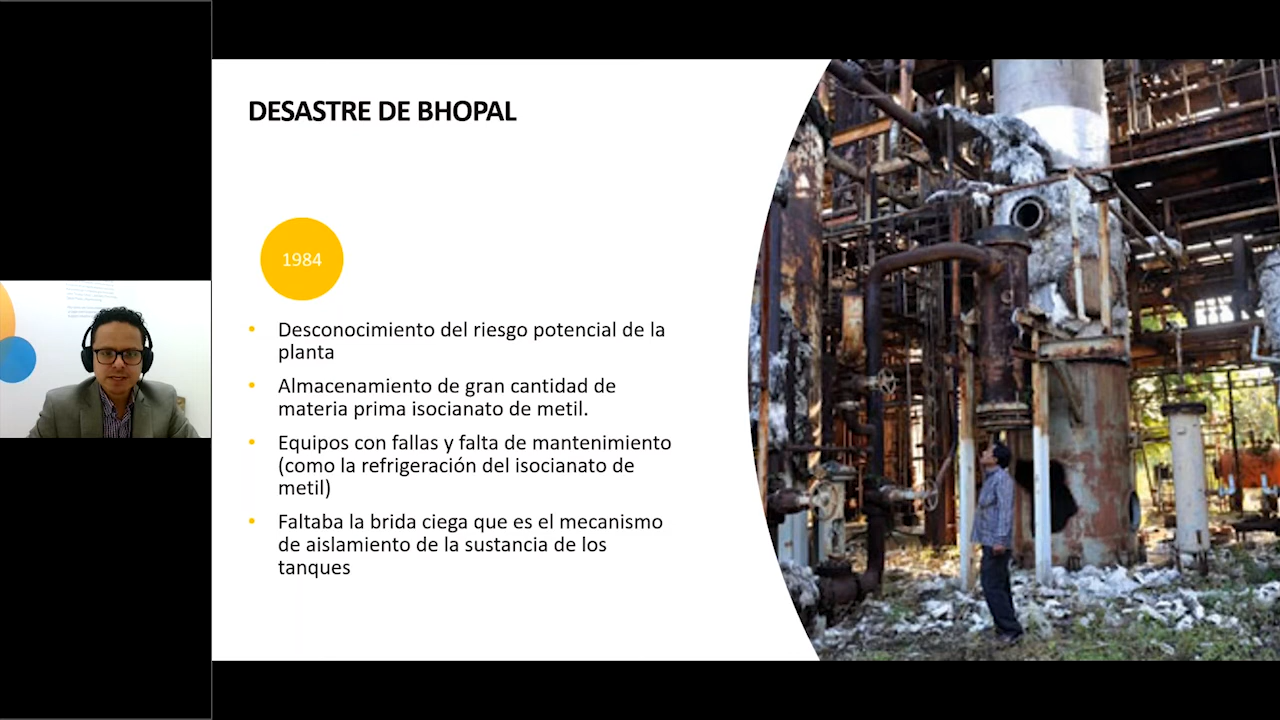 DESASTRE DE BHOPAL
1984
• Desconocimiento del riesgo potencial de la
planta
• Almacenamiento de gran cantidad de
materia prima isocianato de metil.
• Equipos con fallas y falta de mantenimiento
(como la refrigeración del isocianato de
metil)
• Faltaba la brida ciega que es el mecanismo
de aislamiento de la sustancia de los
tanques